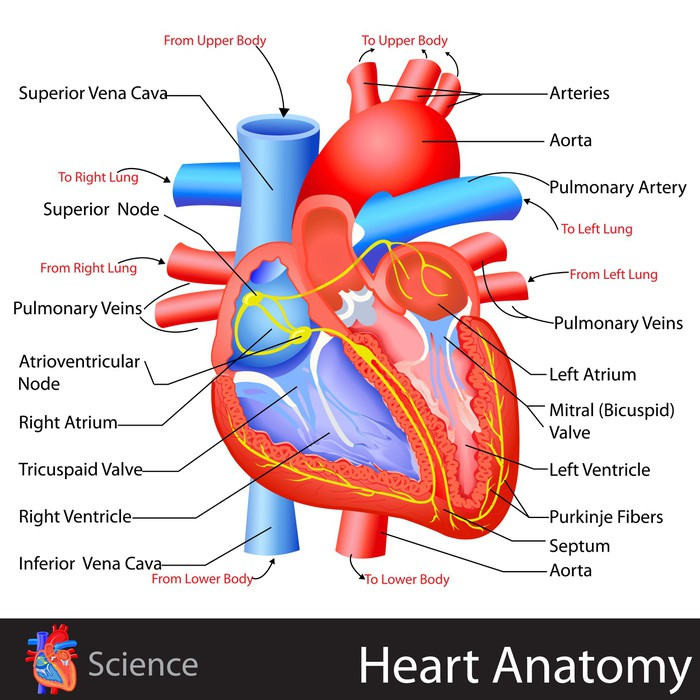 From Upper Body
To Upper Body
Superior Vena Cava
Arteries
Aorta
To Right Lung
Pulmonary Artery
Superior Node
To Left Lung
From Right Lung
From Left Lung
Pulmonary Veins
Pulmonary Veins
Atrioventricular
Node
Left Atrium
Right Atrium
Mitral (Bicuspid)
Valve
Tricuspaid Valve
Left Ventricle
Right Ventricle
Purkinje Fibers
Septum
Inferior Vena Cava
Aorta
From Lower Body
To Lower Body
Science
Heart Anatomy